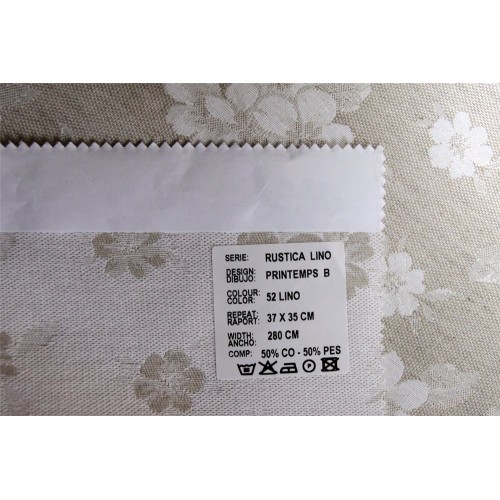 SERIE: RUSTICA LINO
DESIGN:
DIBUJO: PRINTEMPS B
COLOUR:
COLOR: 52 LINO
REPEAT:
RAPORT: 37 X 35 CM
WIDTH:
ANCHO: 280 CM
COMP: 50% CO - 50% PES